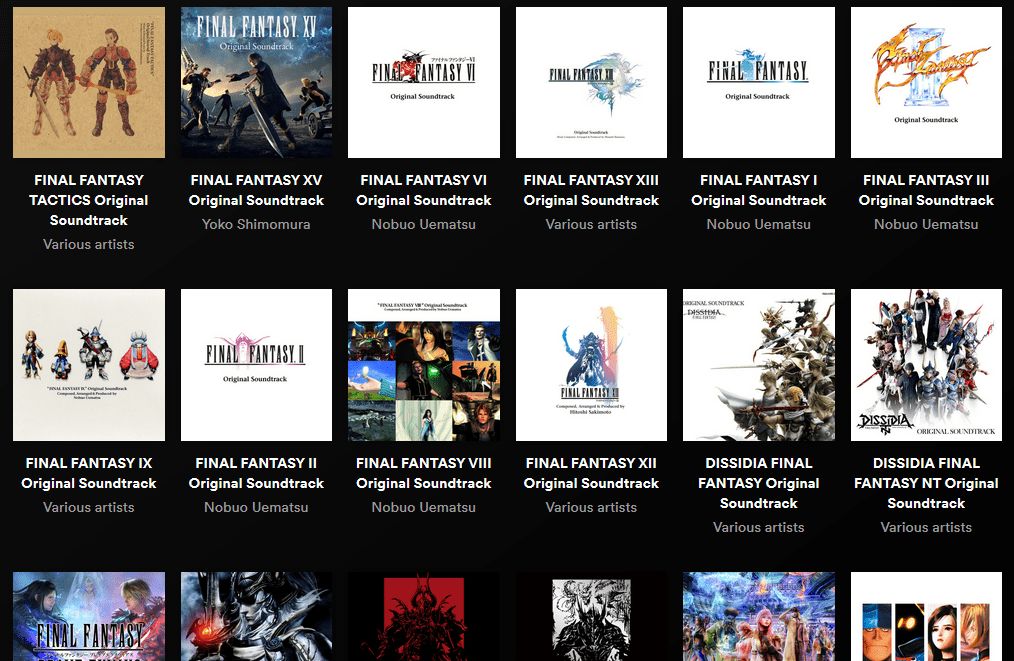 FINAL FANTASY XV
Original Soundtrack
FINAL FANTASY VI
Original Soundtrack
FINAL FANTASY XIII
Original Soundtrack
FINAL FANTASY
Original Soundtrack
FINAL FANTASY III
Original Soundtrack
FINAL FANTASY
TACTICS Original
Soundtrack
Various artists
FINAL FANTASY XV
Original Soundtrack
Yoko Shimomura
FINAL FANTASY VI
Original Soundtrack
Nobuo Uematsu
FINAL FANTASY XIII
Original Soundtrack
Various artists
FINAL FANTASY I
Original Soundtrack
Nobuo Uematsu
FINAL FANTASY III
Original Soundtrack
Nobuo Uematsu
"FINAL FANTASY IX" Original Soundtrack
Composed, Arranged & Produced by
Nobuo Uematsu
FINAL FANTASY II
Original Soundtrack
"FINAL FANTASY VIII" Original Soundtrack
Composed, Arranged & Produced by Nobuo Uematsu
FINAL FANTASY XII
Composed, Arranged & Produced by
Hitoshi Sakimoto
ORIGINAL SOUNDTRACK
DISSIDIA
FINAL FANTASY
DISSIDIA
NT
ORIGINAL SOUNDTRACK
FINAL FANTASY IX
Original Soundtrack
Various artists
FINAL FANTASY II
Original Soundtrack
Nobuo Uematsu
FINAL FANTASY VIII
Original Soundtrack
Nobuo Uematsu
FINAL FANTASY XII
Original Soundtrack
Various artists
DISSIDIA FINAL
FANTASY Original
Soundtrack
Various artists
DISSIDIA FINAL
FANTASY NT Original
Soundtrack
Various artists
FINAL FANTASY